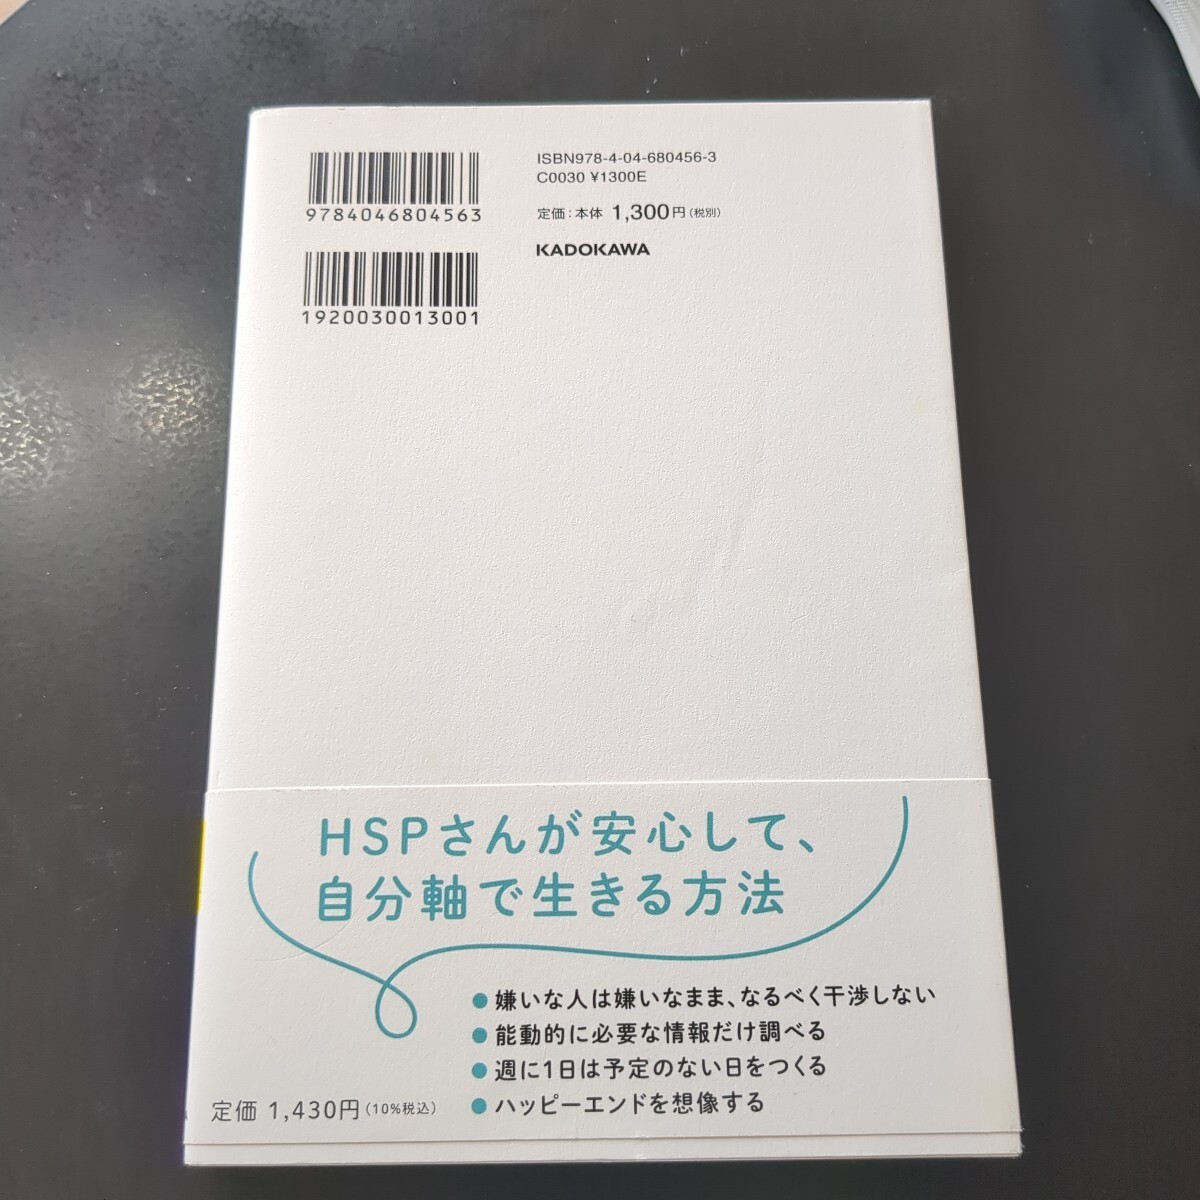 9784046804563
1920030013001
ISBN978-4-04-680456-3
C0030 ¥1300E
定価:本体 1,300円(税別)
KADOKAWA
HSPさんが安心して、
自分軸で生きる方法
●嫌いな人は嫌いなまま、なるべく干渉しない
●能動的に必要な情報だけ調べる
●週に1日は予定のない日をつくる
●ハッピーエンドを想像する
定価 1,430円(10%税込)